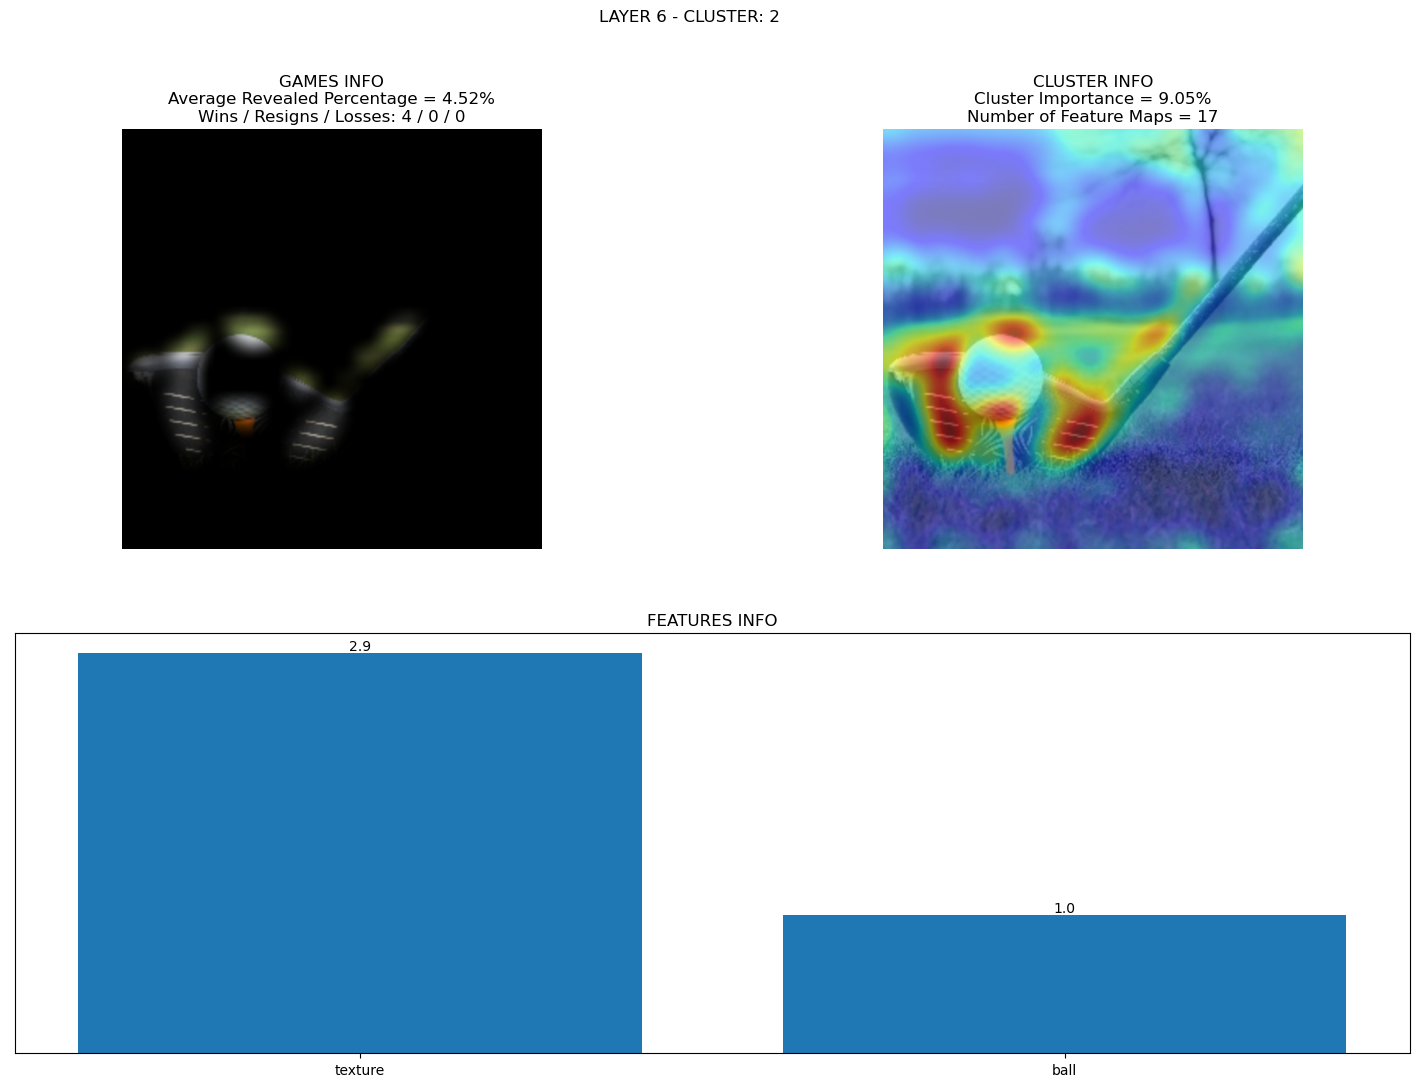 LAYER 6 - CLUSTER: 2
GAMES INFO
Average Revealed Percentage = 4.52%
Wins / Resigns / Losses: 4 / 0 / 0
CLUSTER INFO
Cluster Importance = 9.05%
Number of Feature Maps = 17
FEATURES INFO
2.9
1.0
texture
ball